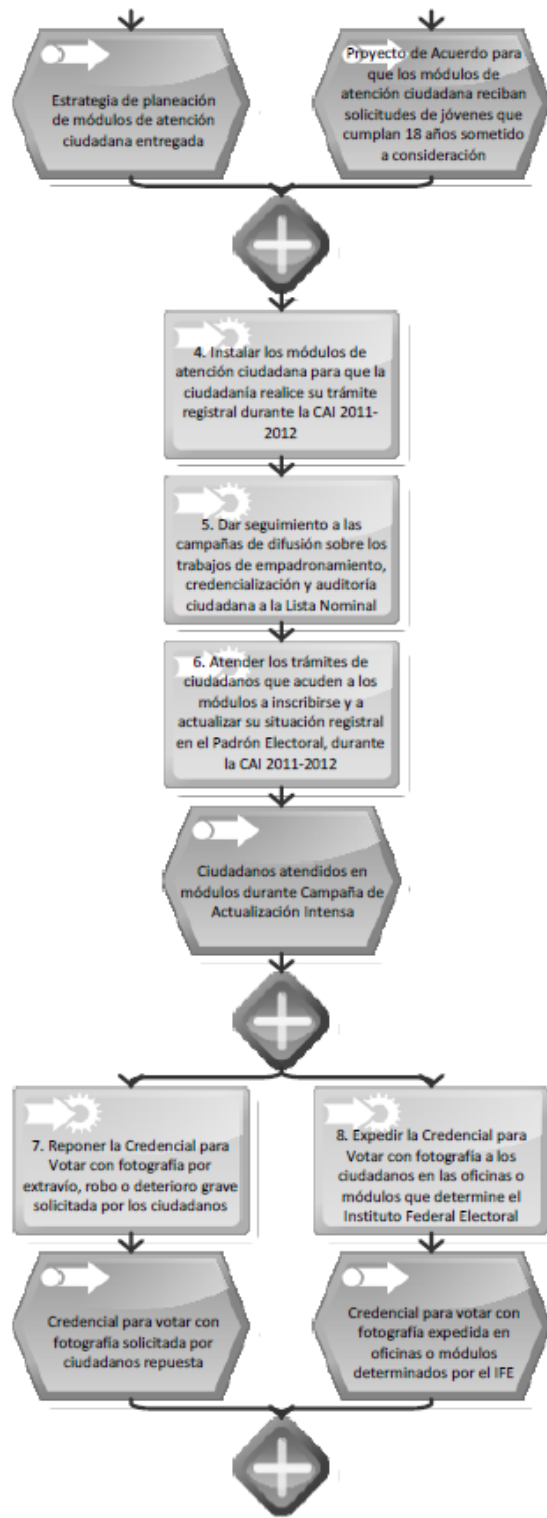 Estrategia de planeación
de módulos de atención
ciudadana entregada
Proyecto de Acuerdo para
que los módulos de
atención ciudadana reciban
solicitudes de jóvenes que
cumplan 18 años sometido
a consideración
4. Instalar los módulos de
atención ciudadana para que la
ciudadanía realice su trámite
registral durante la CAI 2011-
2012
5. Dar seguimiento a las
campañas de difusión sobre los
trabajos de empadronamiento,
credencialización y auditoría
ciudadana a la Lista Nominal
6. Atender los trámites de
ciudadanos que acuden a los
módulos a inscribirse y a
actualizar su situación registral
en el Padrón Electoral, durante
la CAI 2011-2012
Ciudadanos atendidos en
módulos durante Campaña de
Actualización Intensa
7. Reponer la Credencial para
Votar con fotografía por
extravío, robo o deterioro grave
solicitada por los ciudadanos
8. Expedir la Credencial para
Votar con fotografía a los
ciudadanos en las oficinas o
módulos que determine el
Instituto Federal Electoral
Credencial para votar con
fotografía solicitada por
ciudadanos repuesta
Credencial para votar con
fotografía expedida en
oficinas o módulos
determinados por el IFE